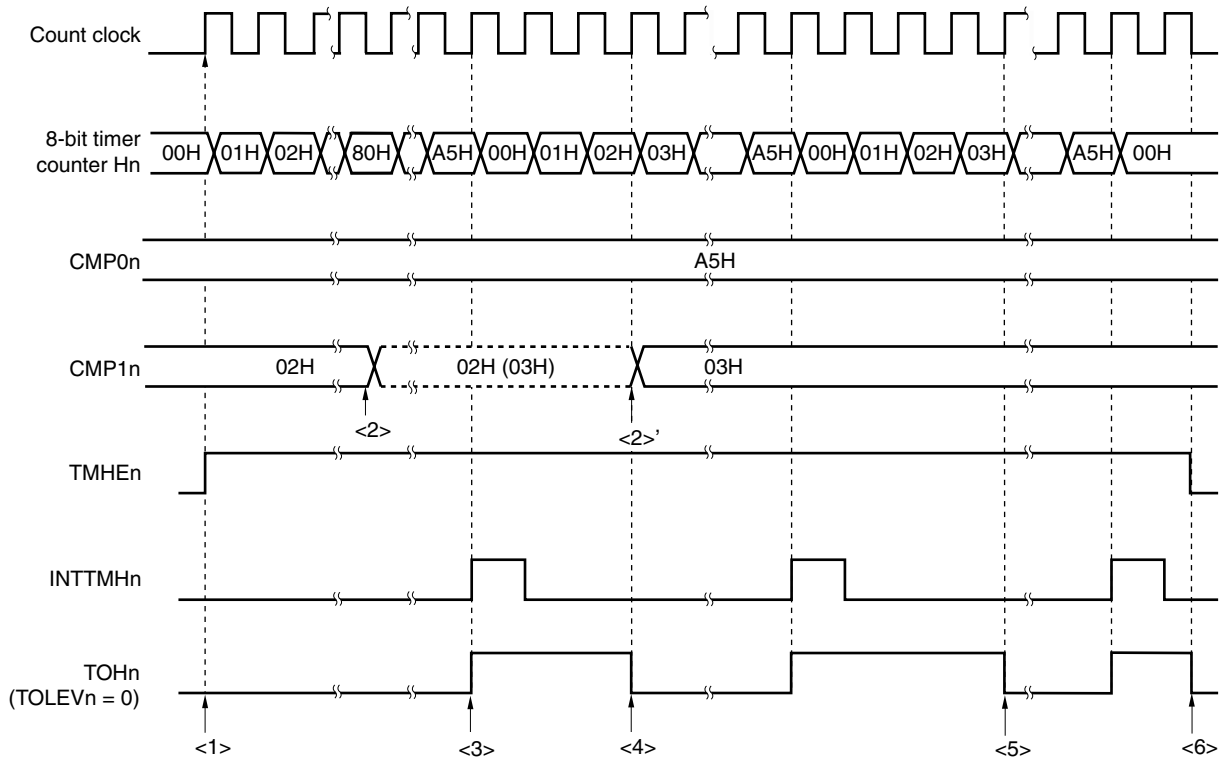 Count clock
8-bit timer
counter Hn
00H 01H 02H 80H A5H 00H 01H 02H 03H A5H 00H 01H 02H 03H A5H 00H
CMP0n
A5H
CMP1n
02H 02H (03H) 03H
<2> <2>’
TMHEn
INTTMHn
TOHn
(TOLEVn = 0)
<1> <3> <4> <5> <6>